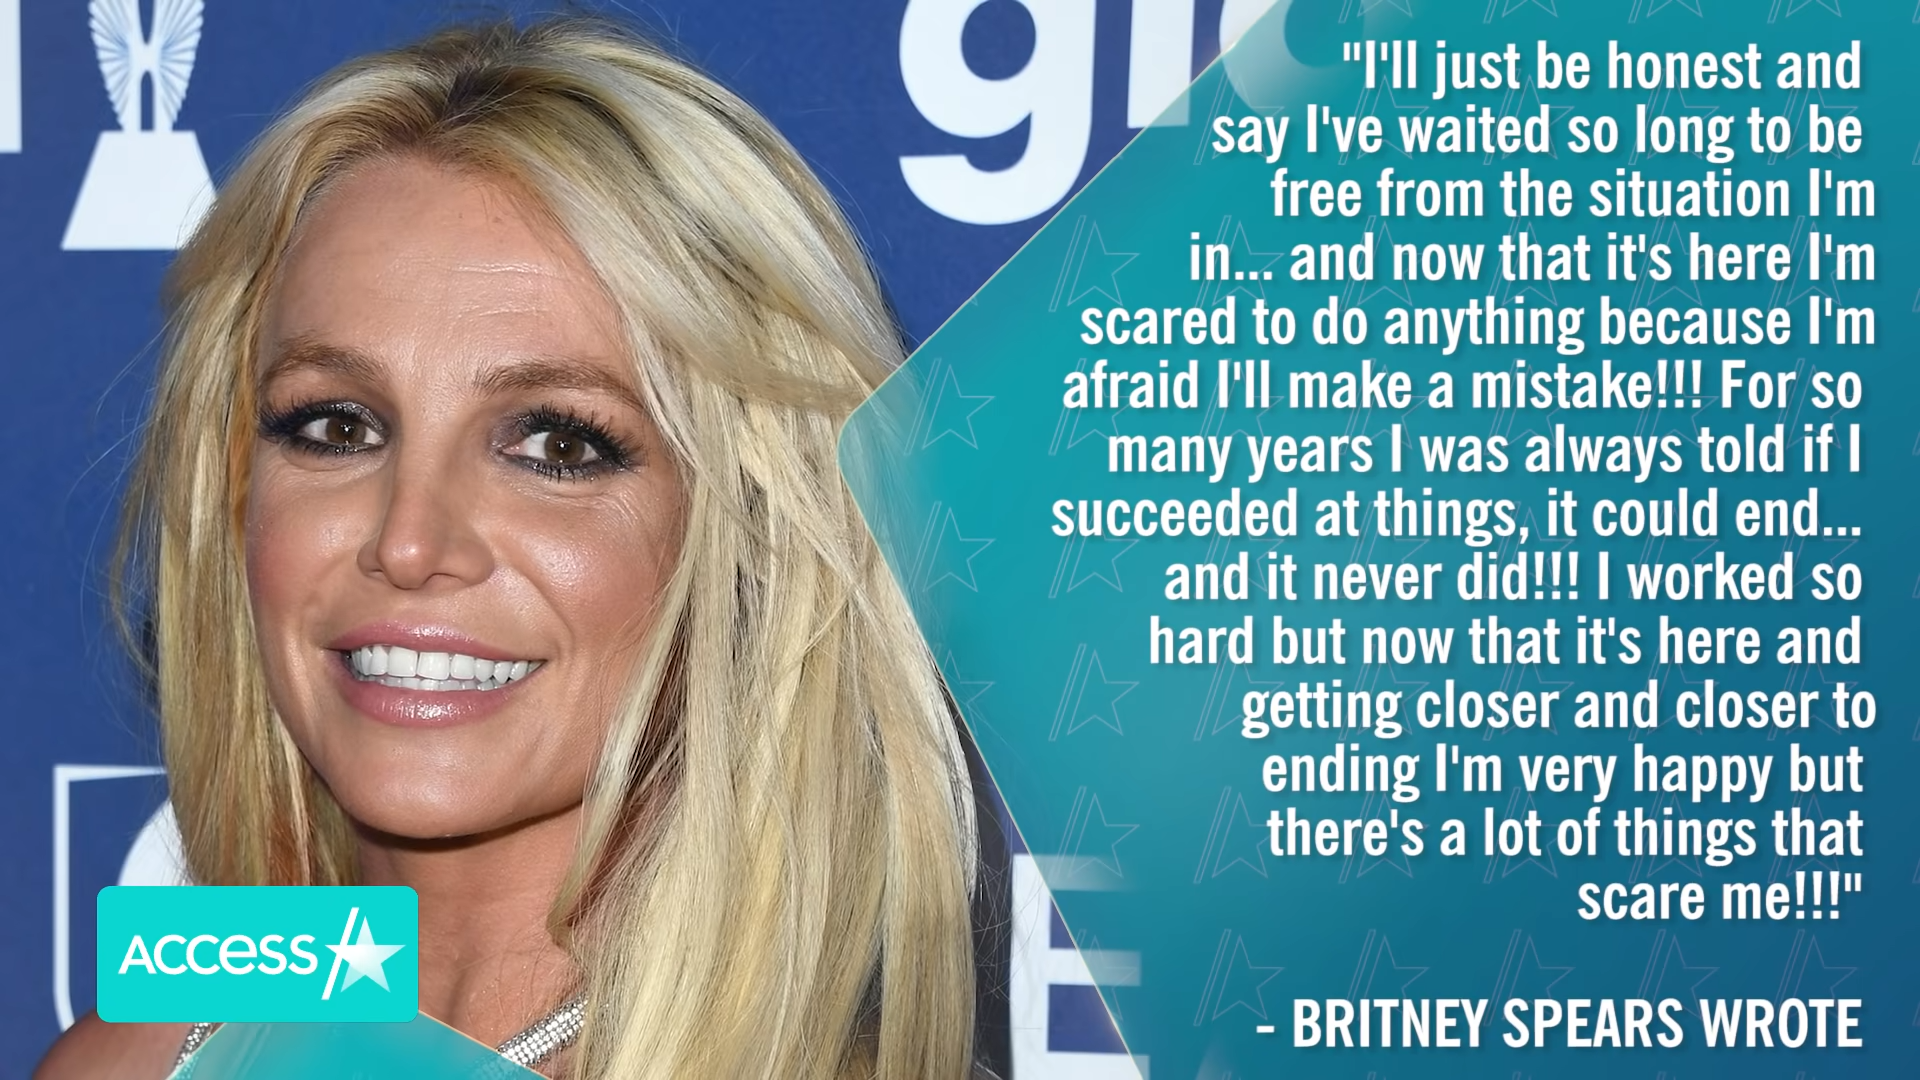 gl
"I'll just be honest and
say I've waited so long to be
free from the situation I'm
in... and now that it's here I'm
scared to do anything because I'm
afraid I'll make a mistake!!! For so
many years I was always told if I
succeeded at things, it could end...
and it never did!!! I worked so
hard but now that it's here and
getting closer and closer to
ending I'm very happy but
there's a lot of things that
scare me!!!"
- BRITNEY SPEARS WROTE
E
ACCESS